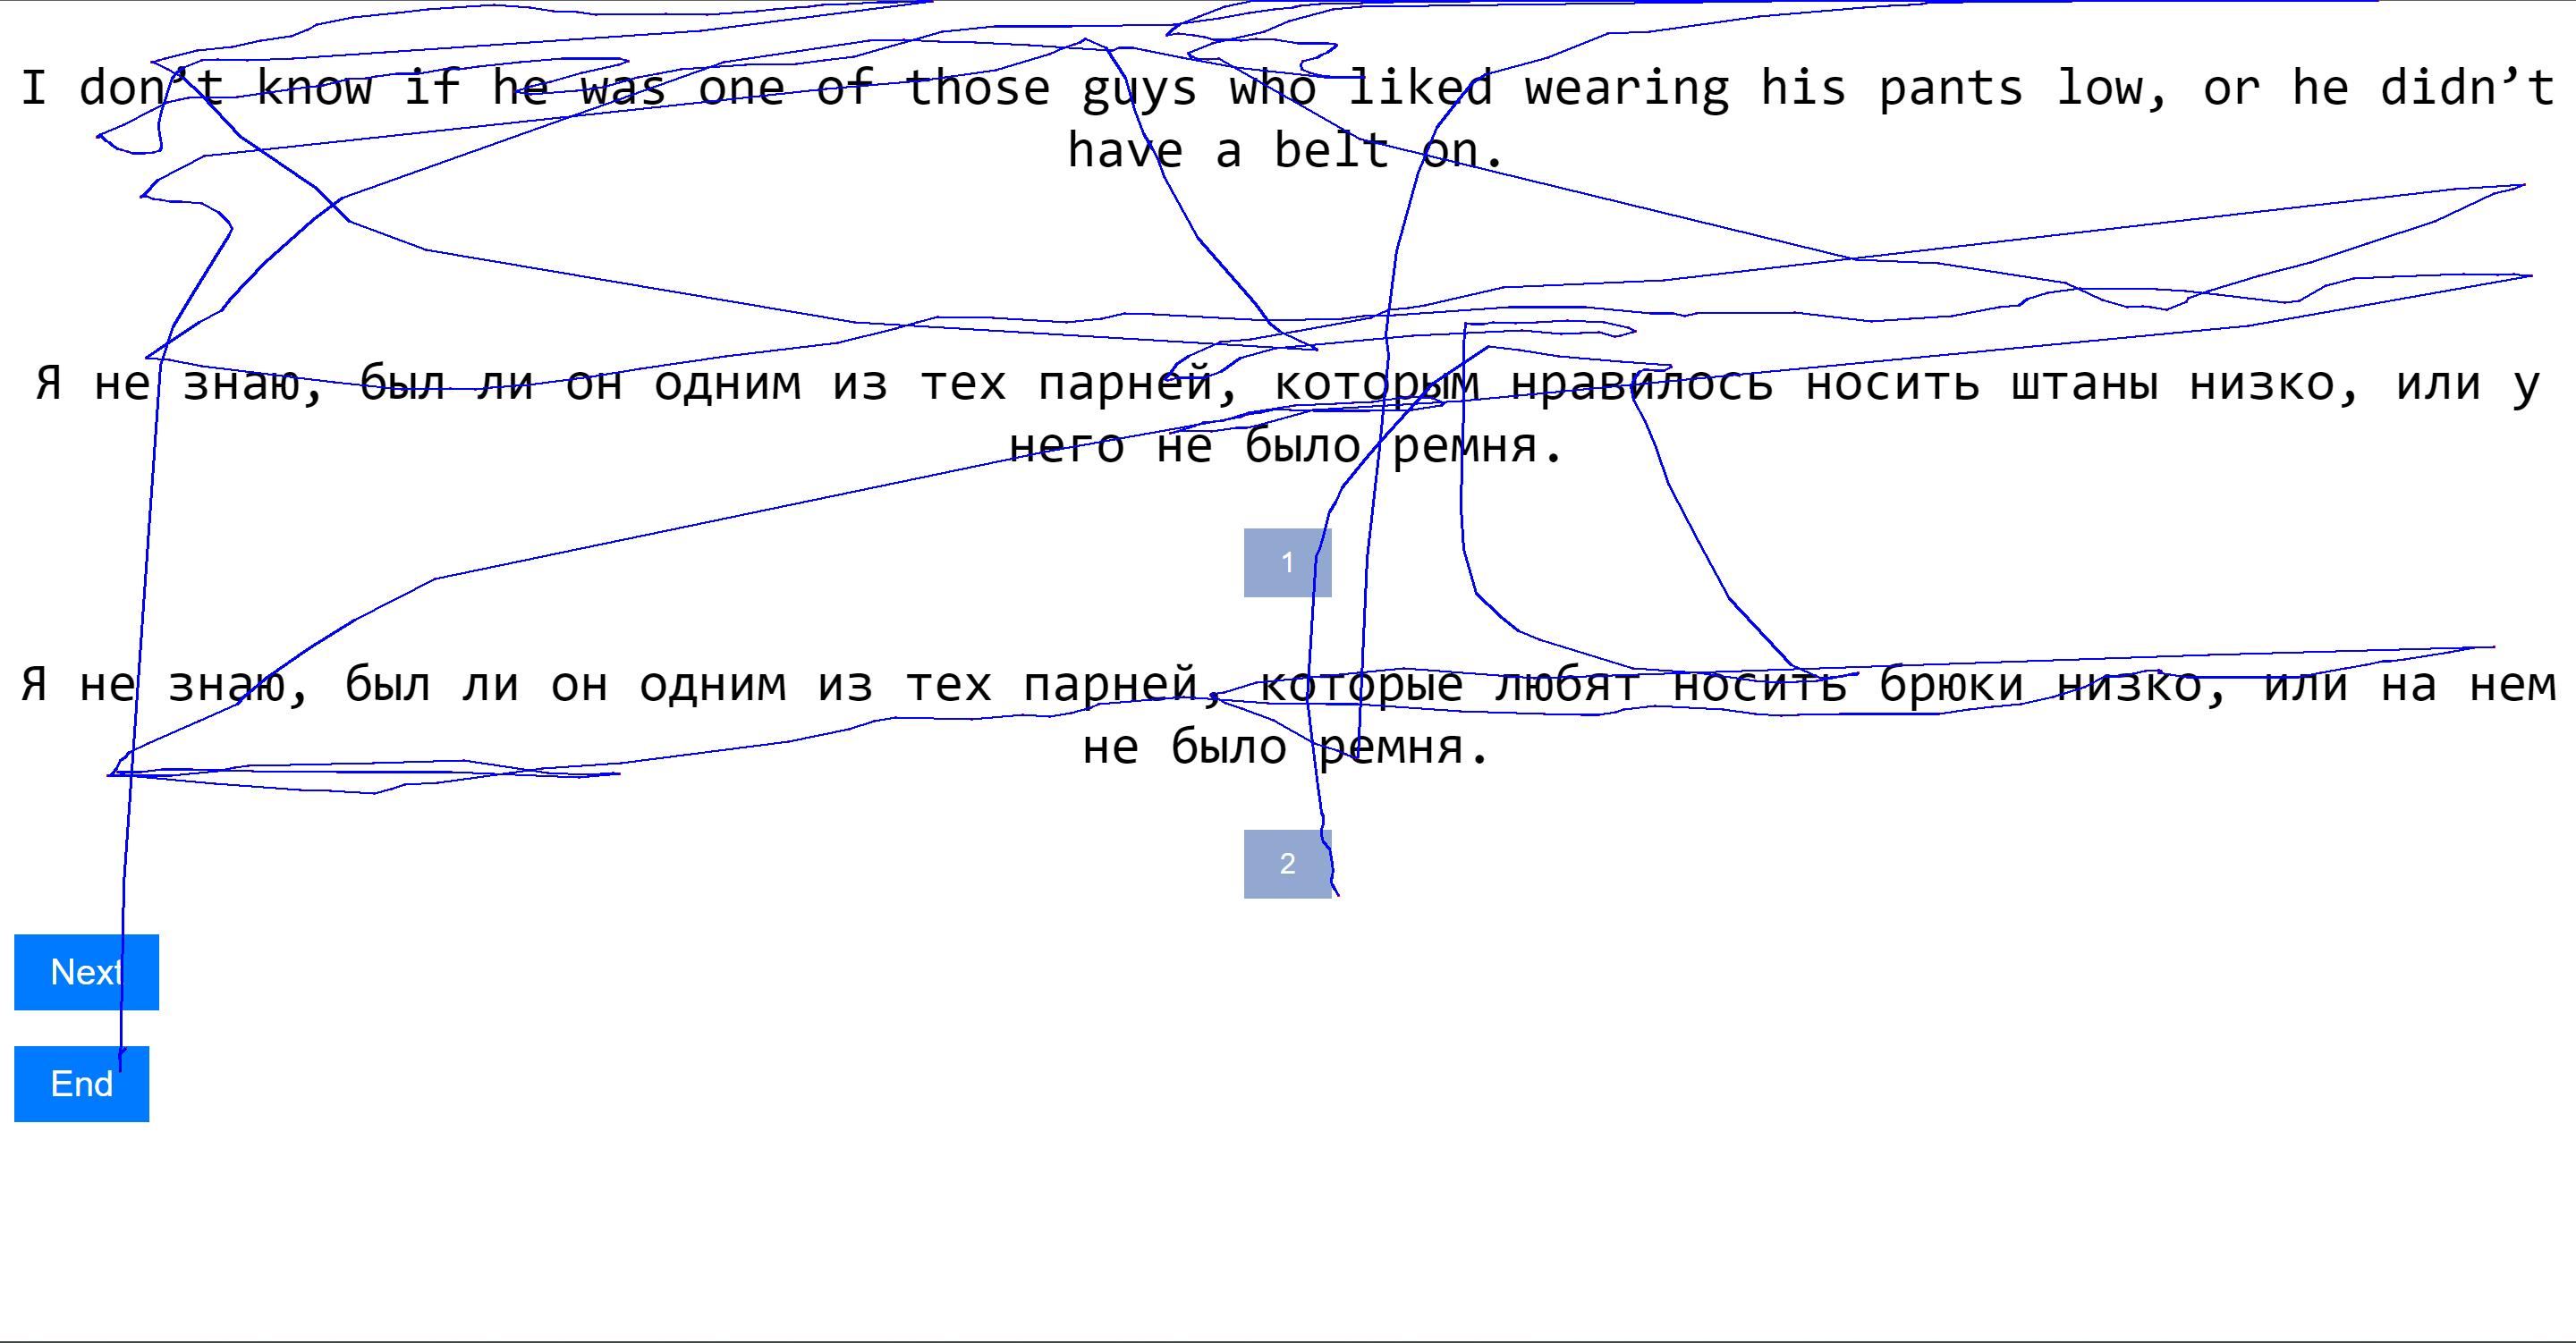 I don’t know if he was one of those guys who liked wearing his pants low, or he didn’t
have a belt on.
Я не знаю, был ли он одним из тех парней, которым нравилось носить штаны низко, или у
него не было ремня.
1
Я не знаю, был ли он одним из тех парней, которые любят носить брюки низко, или на нем
не было ремня.
2
Next
End